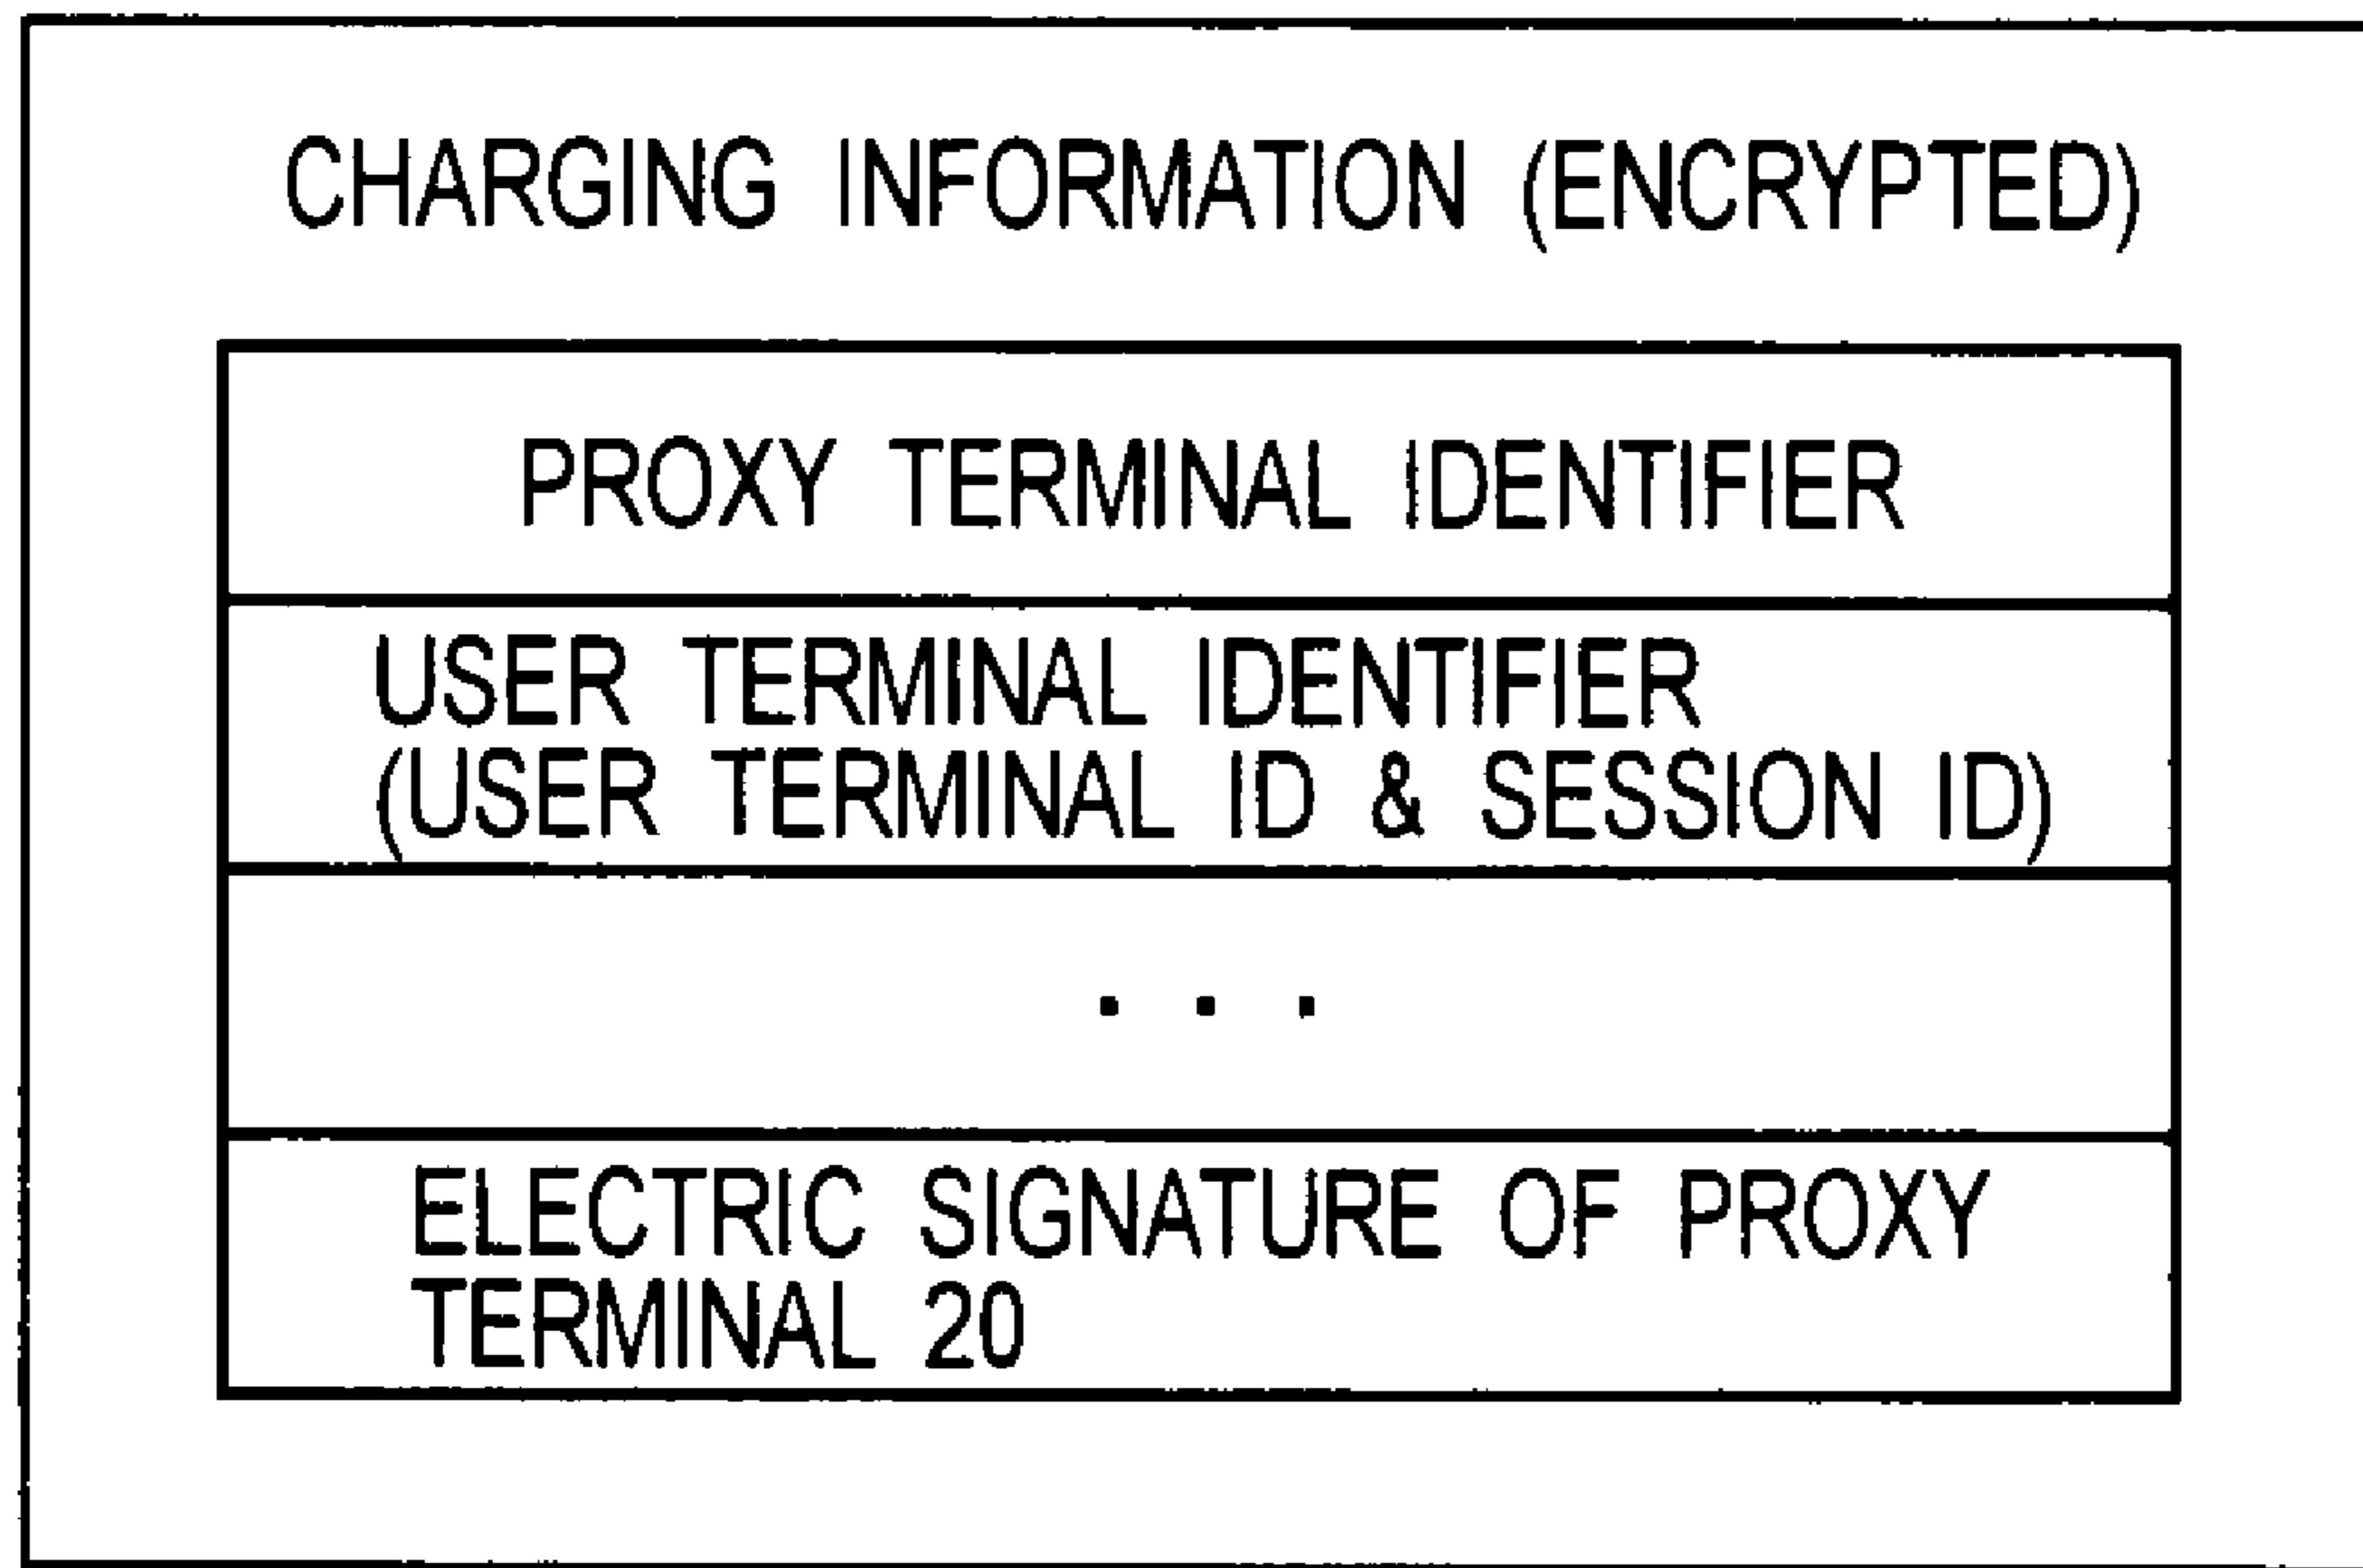 CHARGING INFORMATION (ENCRYPTED)
PROXY TERMINAL IDENTIFIER
USER TERMINAL IDENTIFIER
(USER TERMINAL ID & SESSION ID)
. . .
ELECTRIC SIGNATURE OF PROXY
TERMINAL 20